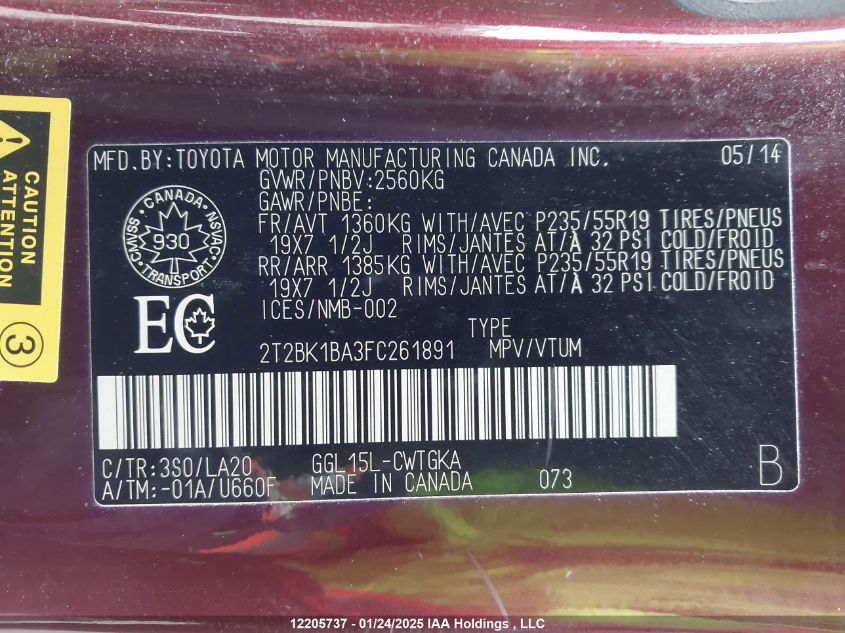 MFD.BY:TOYOTA MOTOR MANUFACTURING CANADA INC. 05/14
GVWR/PNBV:2560KG
GAWR/PNBE:
FR/AVT 1360KG WITH/AVEC P235/55R19 TIRES/PNEUS
19X7 1/2J RIMS/JANTES AT/À 32 PSI COLD/FROID
RR/ARR 1385KG WITH/AVEC P235/55R19 TIRES/PNEUS
19X7 1/2J RIMS/JANTES AT/À 32 PSI COLD/FROID
ICES/NMB-002
CANADA
CMVSS NSVAC
930
TRANSPORT
EC
TYPE
2T2BK1BA3FC261891 MPV/VTUM
C/TR:3S0/LA20 GGL15L-CWTGKA
A/TM:-01A/U660F MADE IN CANADA 073 B
CAUTION
ATTENTION
3
12205737 - 01/24/2025 IAA Holdings , LLC